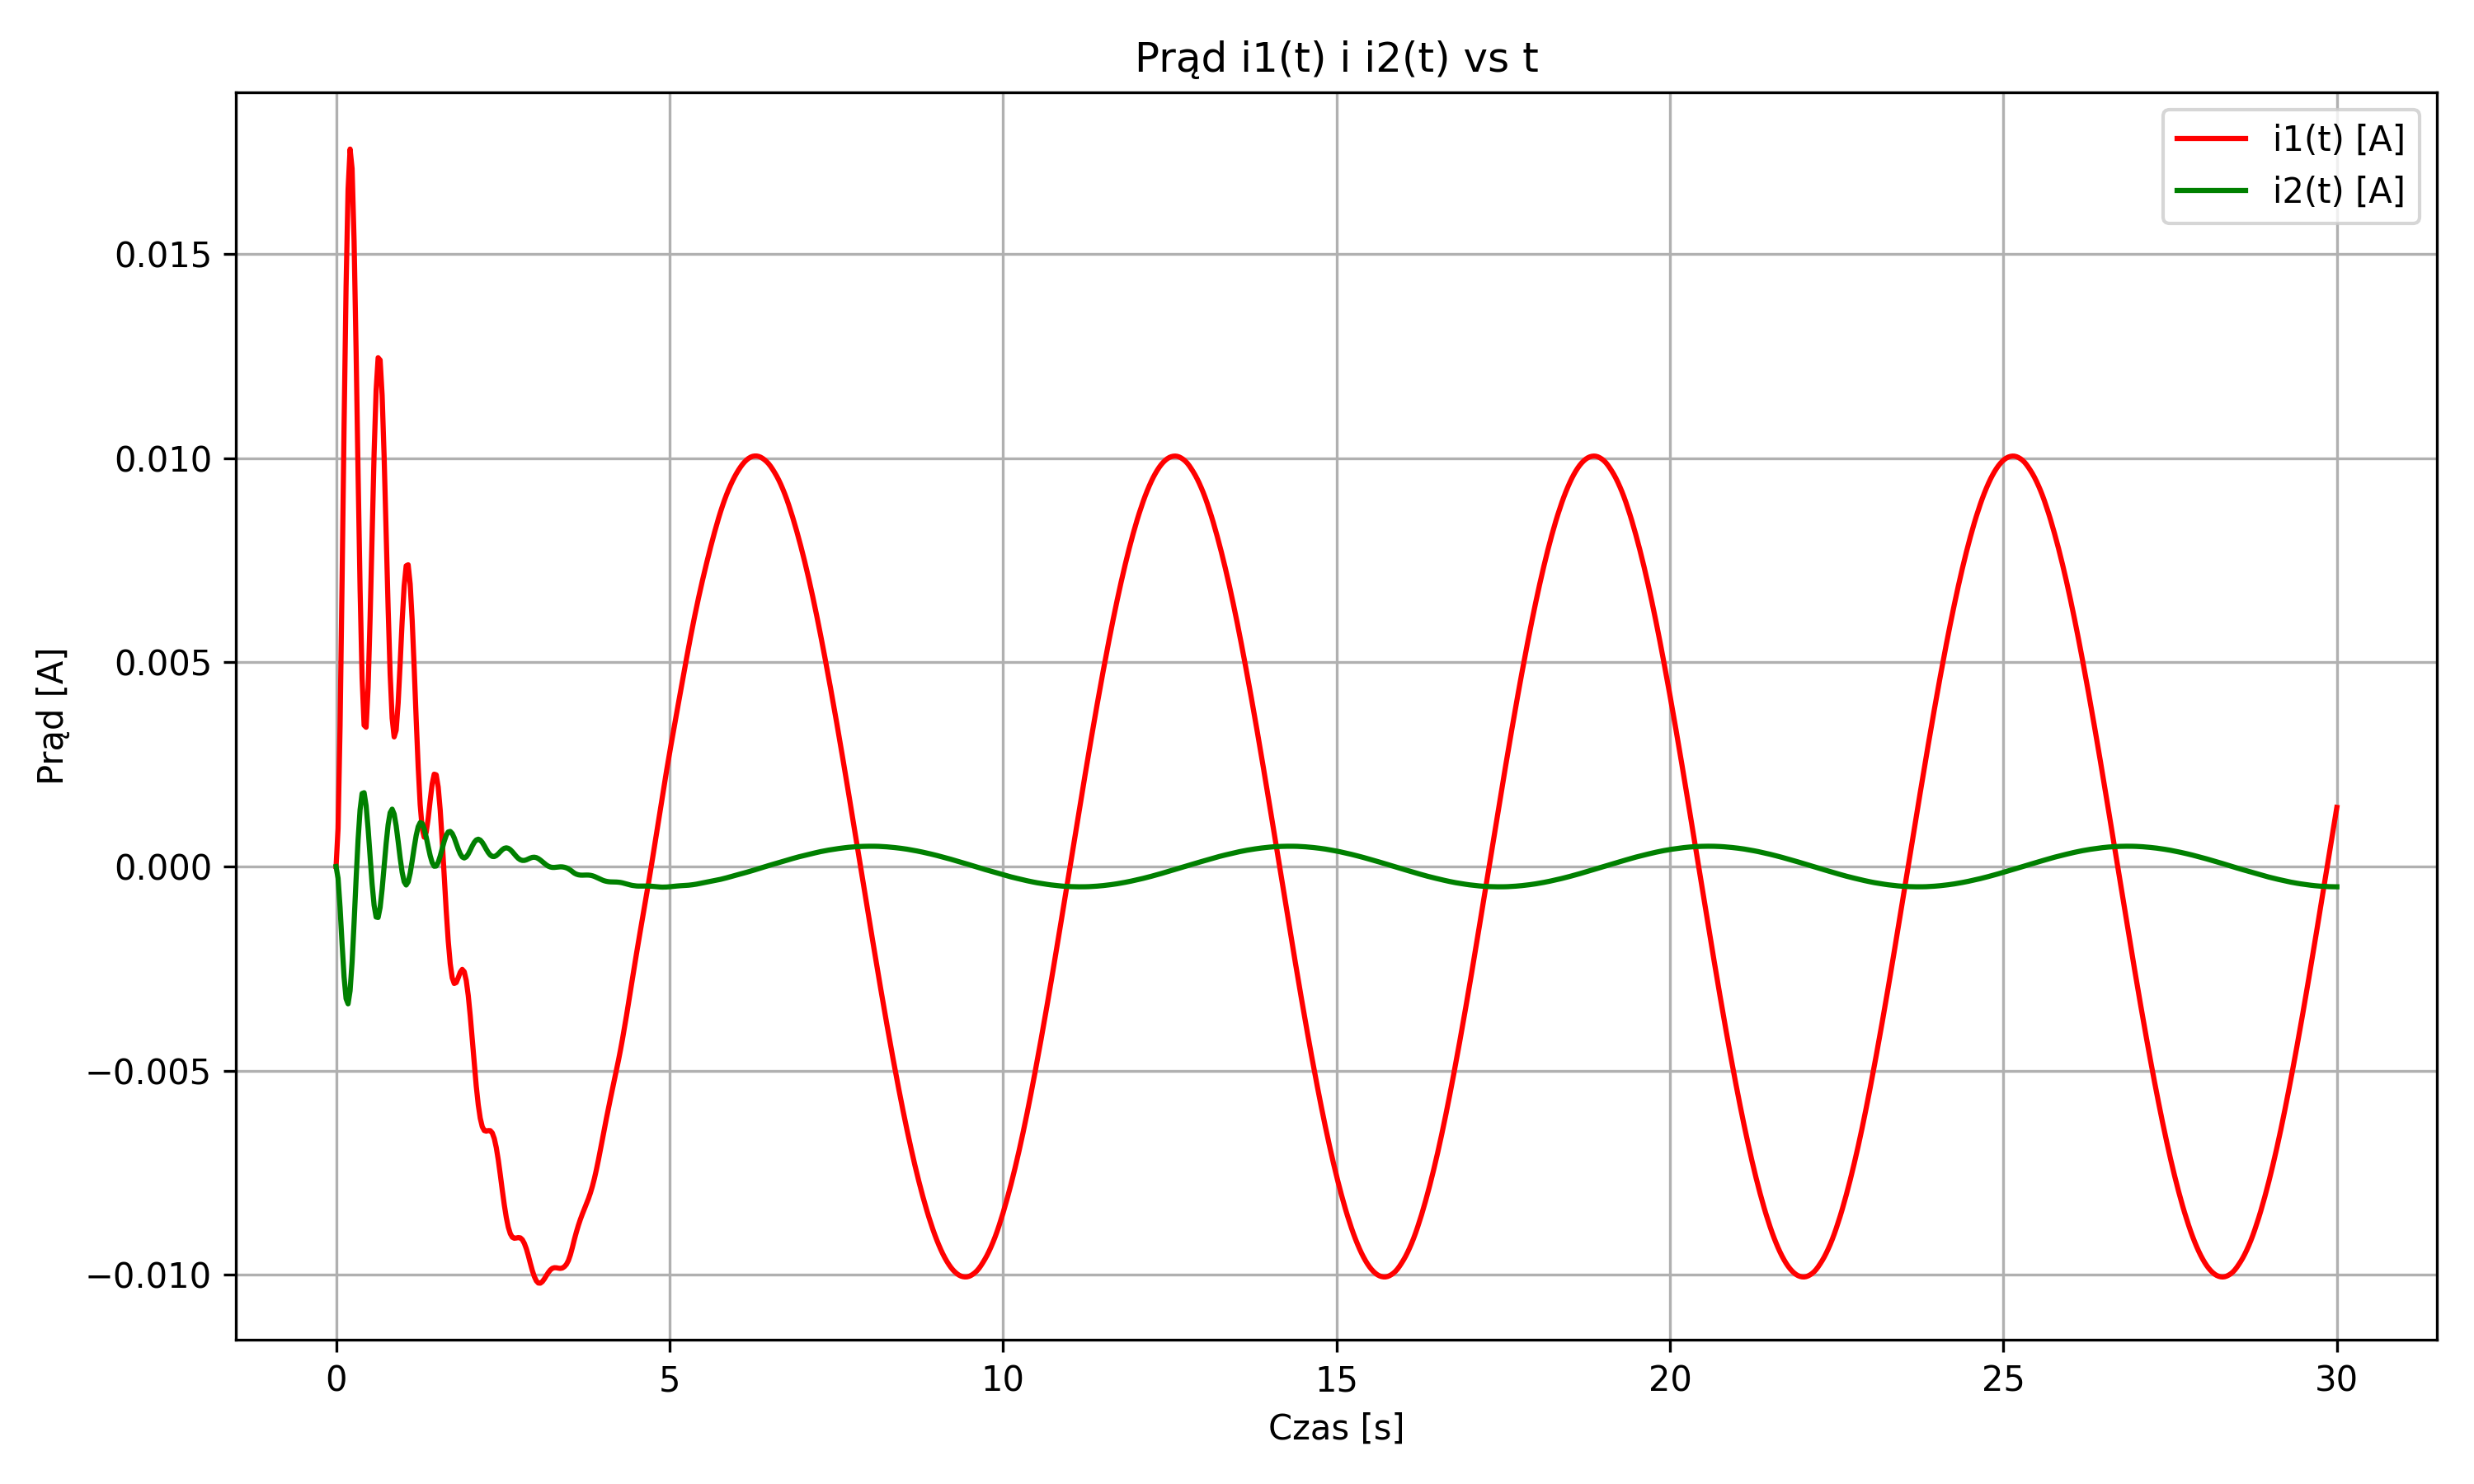 Prąd i1(t) i i2(t) vs t
i1(t) [A]
i2(t) [A]
Prąd [A]
0.015
0.010
0.005
0.000
−0.005
−0.010
0
5
10
15
20
25
30
Czas [s]